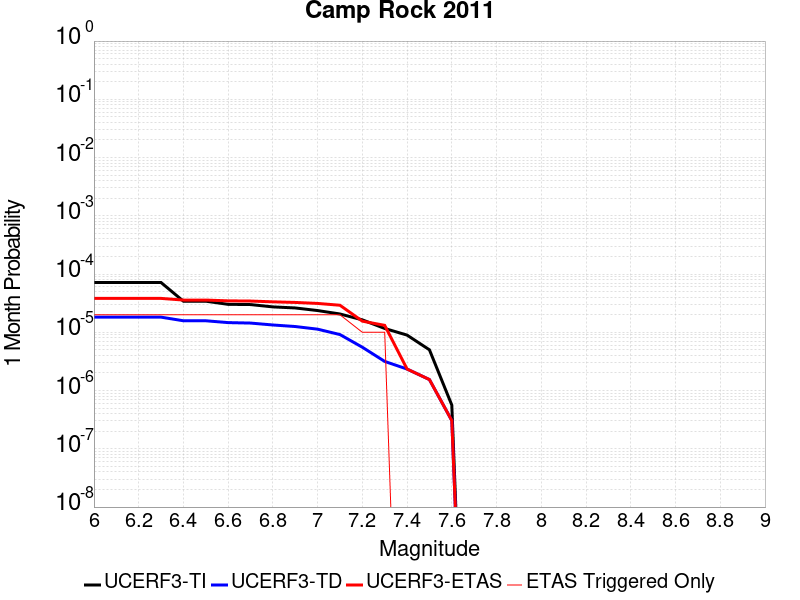 Camp Rock 2011
10^0
10^-1
10^-2
10^-3
10^-4
10^-5
10^-6
10^-7
10^-8
1 Month Probability
6 6.2 6.4 6.6 6.8 7 7.2 7.4 7.6 7.8 8 8.2 8.4 8.6 8.8 9
Magnitude
UCERF3-TI UCERF3-TD UCERF3-ETAS ETAS Triggered Only